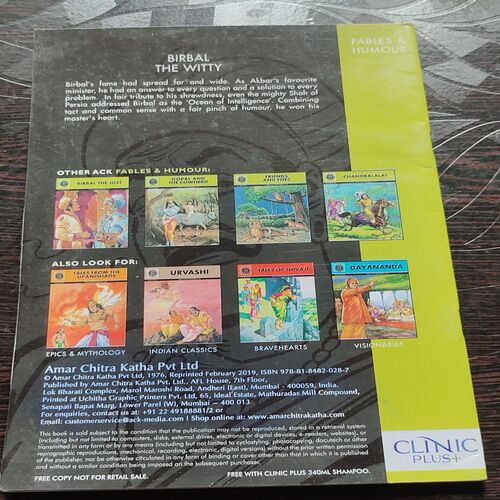 FABLES &
HUMOUR
BIRBAL
THE WITTY
Birbal's fame had spread far and wide. As Akbar's favourite
minister, he had an answer to every question and a solution to every
problem. In fair tribute to his shrewdness, even the mighty Shah of
Persia addressed Birbal as the 'Ocean of Intelligence'. Combining
tact and common sense with a fair pinch of humour, he won his
master's heart.
OTHER ACK FABLES & HUMOUR:
BIRBAL THE JUST
GOPAL AND
THE COWHERD
FRIENDS
AND FOES
CHANDRALALAT
ALSO LOOK FOR:
TALES FROM THE
UPANISHADS
URVASHI
TALES OF SHIVAJI
DAYANANDA
EPICS & MYTHOLOGY
INDIAN CLASSICS
BRAVEHEARTS
VISIONARIES
Amar Chitra Katha Pvt Ltd
© Amar Chitra Katha Pvt Ltd, 1976, Reprinted February 2019, ISBN 978-81-8482-028-7
Published by Amar Chitra Katha Pvt. Ltd., AFL House, 7th Floor,
Lok Bharati Complex, Marol Maroshi Road, Andheri (East), Mumbai - 400059, India.
Printed at Uchitha Graphic Printers Pvt. Ltd, 65, Ideal Estate, Mathuradas Mill Compound,
Senapati Bapat Marg, Lower Parel (W), Mumbai - 400 013
For enquiries, contact us at: +91 22 49188881/2 or
Email: customerservice@ack-media.com | Shop online at: www.amarchitrakatha.com
This book is sold subject to the condition that the publication may not be reproduced, stored in a retrieval system
(including but not limited to computers, disks, external drives, electronic or digital devices, e-readers, websites), or
transmitted in any form or by any means (including but not limited to cyclostyling, photocopying, docutech or other
reprographic reproductions, mechanical, recording, electronic, digital versions) without the prior written permission
of the publisher, nor be otherwise circulated in any form of binding or cover other than that in which it is published
and without a similar condition being imposed on the subsequent purchaser.
FREE COPY NOT FOR RETAIL SALE.
FREE WITH CLINIC PLUS 340ML SHAMPOO.
CLINIC
PLUS+